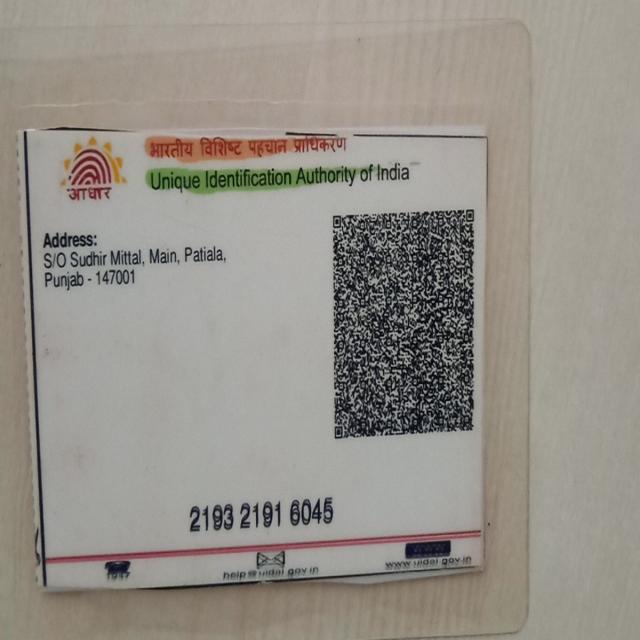 भारतीय विशिष्ट पहचान प्राधिकरण
Unique Identification Authority of India
आधार
Address:
S/O Sudhir Mittal, Main, Patiala,
Punjab - 147001
2193 2191 6045
1947
help@uidai.gov.in
www.uidai.gov.in